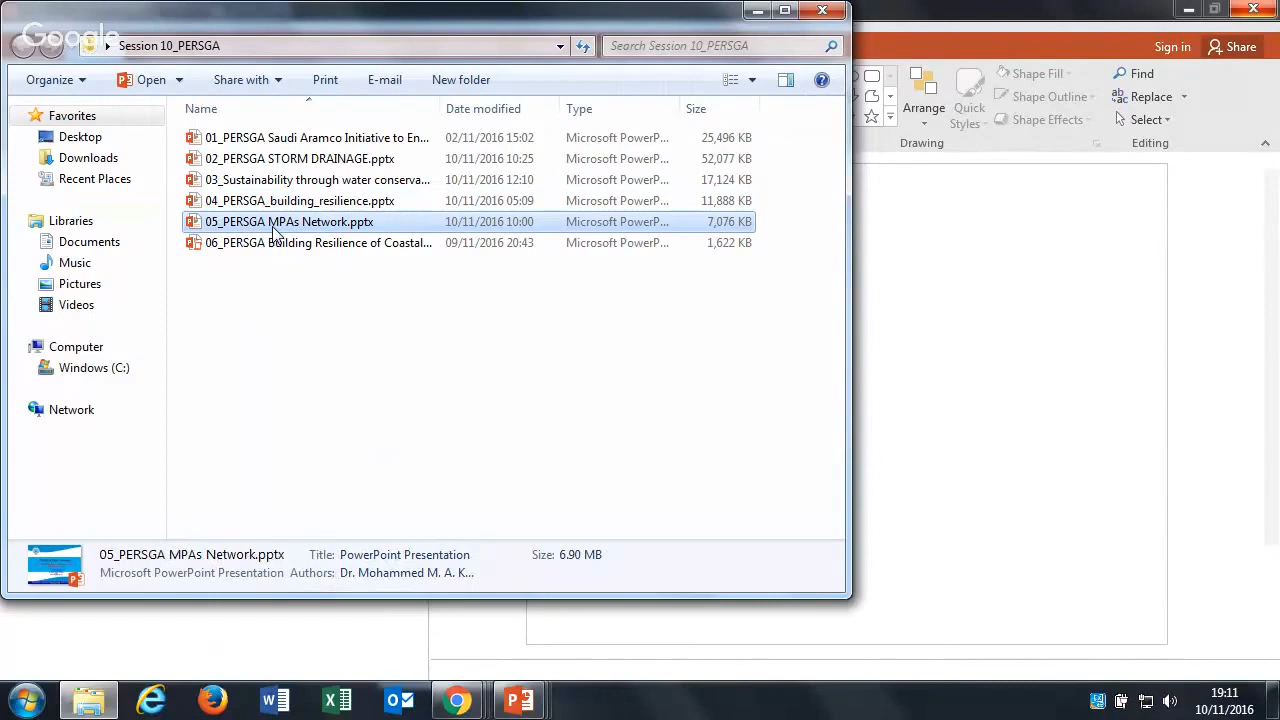 Google
Session 10_PERSGA
Search Session 10_PERSGA
Sign in
Share
Organize
Open
Share with
Print
E-mail
New folder
Arrange
Quick
Styles
Shape Fill
Shape Outline
Shape Effects
Find
Replace
Select
Drawing
Editing
Favorites
Desktop
Downloads
Recent Places
Libraries
Documents
Music
Pictures
Videos
Computer
Windows (C:)
Network
Name Date modified Type Size
01_PERSGA Saudi Aramco Initiative to En... 02/11/2016 15:02 Microsoft PowerP... 25,496 KB
02_PERSGA STORM DRAINAGE.pptx 10/11/2016 10:25 Microsoft PowerP... 52,077 KB
03_Sustainability through water conserva... 10/11/2016 12:10 Microsoft PowerP... 17,124 KB
04_PERSGA_building_resilience.pptx 10/11/2016 05:09 Microsoft PowerP... 11,888 KB
05_PERSGA MPAs Network.pptx 10/11/2016 10:00 Microsoft PowerP... 7,076 KB
06_PERSGA Building Resilience of Coastal... 09/11/2016 20:43 Microsoft PowerP... 1,622 KB
05_PERSGA MPAs Network.pptx Title: PowerPoint Presentation Size: 6.90 MB
Microsoft PowerPoint Presentation Authors: Dr. Mohammed M. A. K...
19:11
10/11/2016